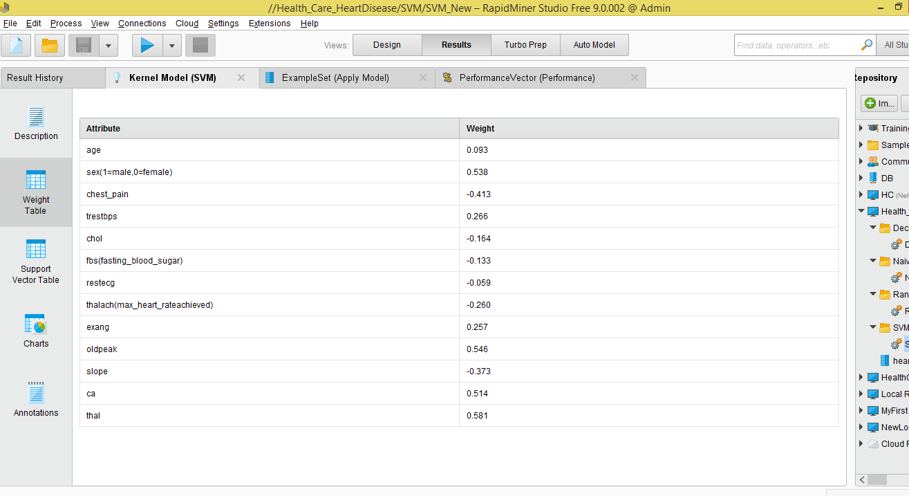 //Health_Care_HeartDisease/SVM/SVM_New – RapidMiner Studio Free 9.0.002 @ Admin
File Edit Process View Connections Cloud Settings Extensions Help
Views: Design Results Turbo Prep Auto Model
Find data, operators...etc
All Stu
Result History
Kernel Model (SVM)
ExampleSet (Apply Model)
PerformanceVector (Performance)
Repository
Im...
Description
Weight
Table
Support
Vector Table
Charts
Annotations
Attribute Weight
age 0.093
sex(1=male,0=female) 0.538
chest_pain -0.413
trestbps 0.266
chol -0.164
fbs(fasting_blood_sugar) -0.133
restecg -0.059
thalach(max_heart_rateachieved) -0.260
exang 0.257
oldpeak 0.546
slope -0.373
ca 0.514
thal 0.581
Training
Sample
Commu
DB
HC
Health_
Dec
D
Naiv
N
Ran
R
SVM
S
hear
HealthC
Local R
MyFirst
NewLo
Cloud R